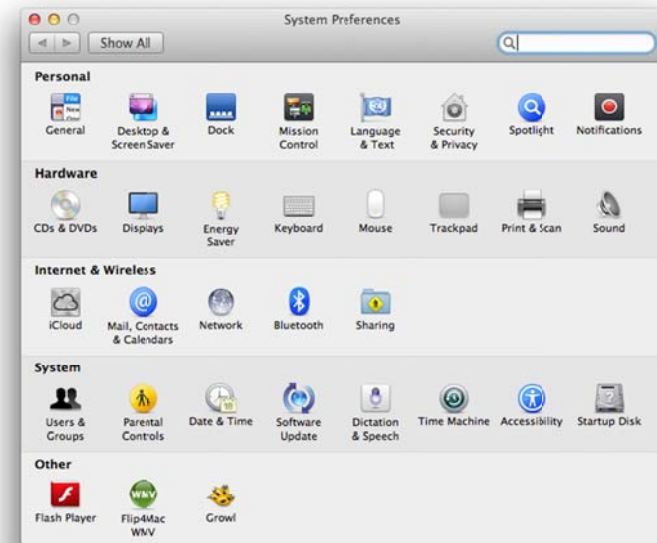 System Preferences
Show All
Personal
General
Desktop & Screen Saver
Dock
Mission Control
Language & Text
Security & Privacy
Spotlight
Notifications
Hardware
CDs & DVDs
Displays
Energy Saver
Keyboard
Mouse
Trackpad
Print & Scan
Sound
Internet & Wireless
iCloud
Mail, Contacts & Calendars
Network
Bluetooth
Sharing
System
Users & Groups
Parental Controls
Date & Time
Software Update
Dictation & Speech
Time Machine
Accessibility
Startup Disk
Other
Flash Player
Flip4Mac WMV
Growl